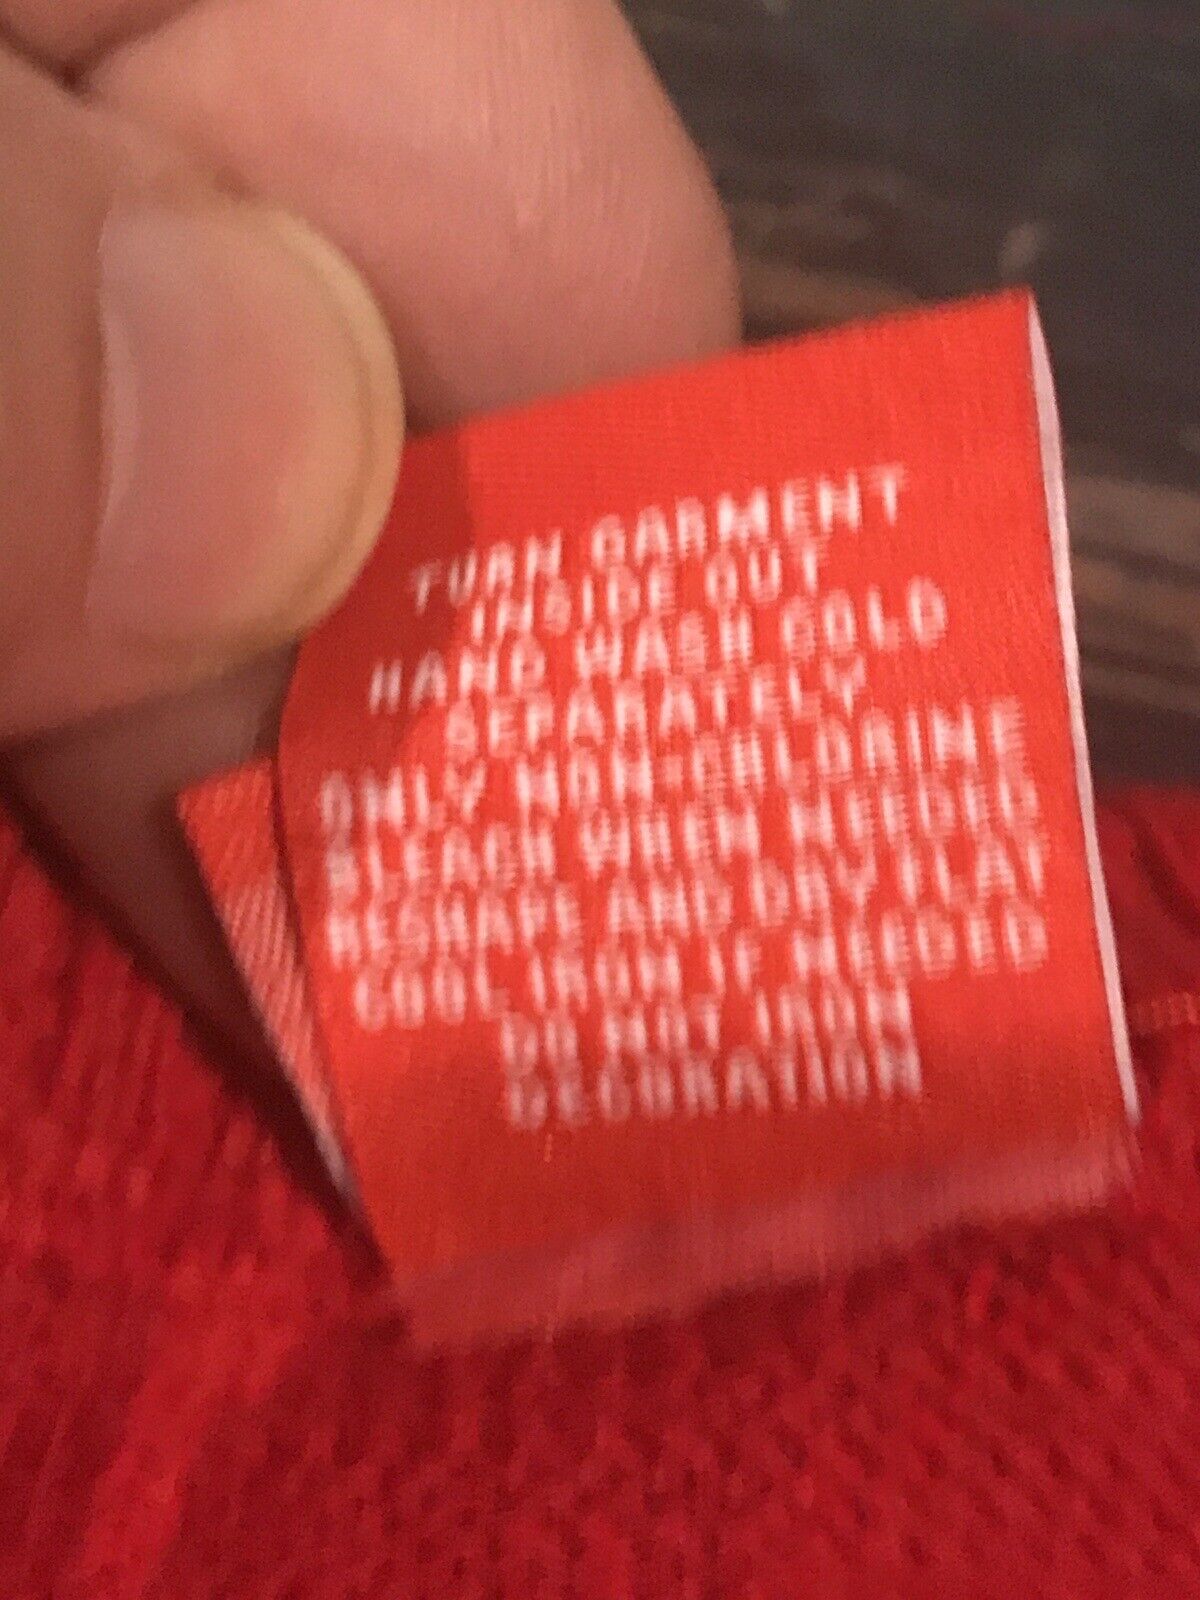 TURN GARMENT
INSIDE OUT
HAND WASH COLD
SEPARATELY
ONLY NON-CHLORINE
BLEACH WHEN NEEDED
RESHAPE AND DRY FLAT
COOL IRON IF NEEDED
DO NOT IRON
DECORATION